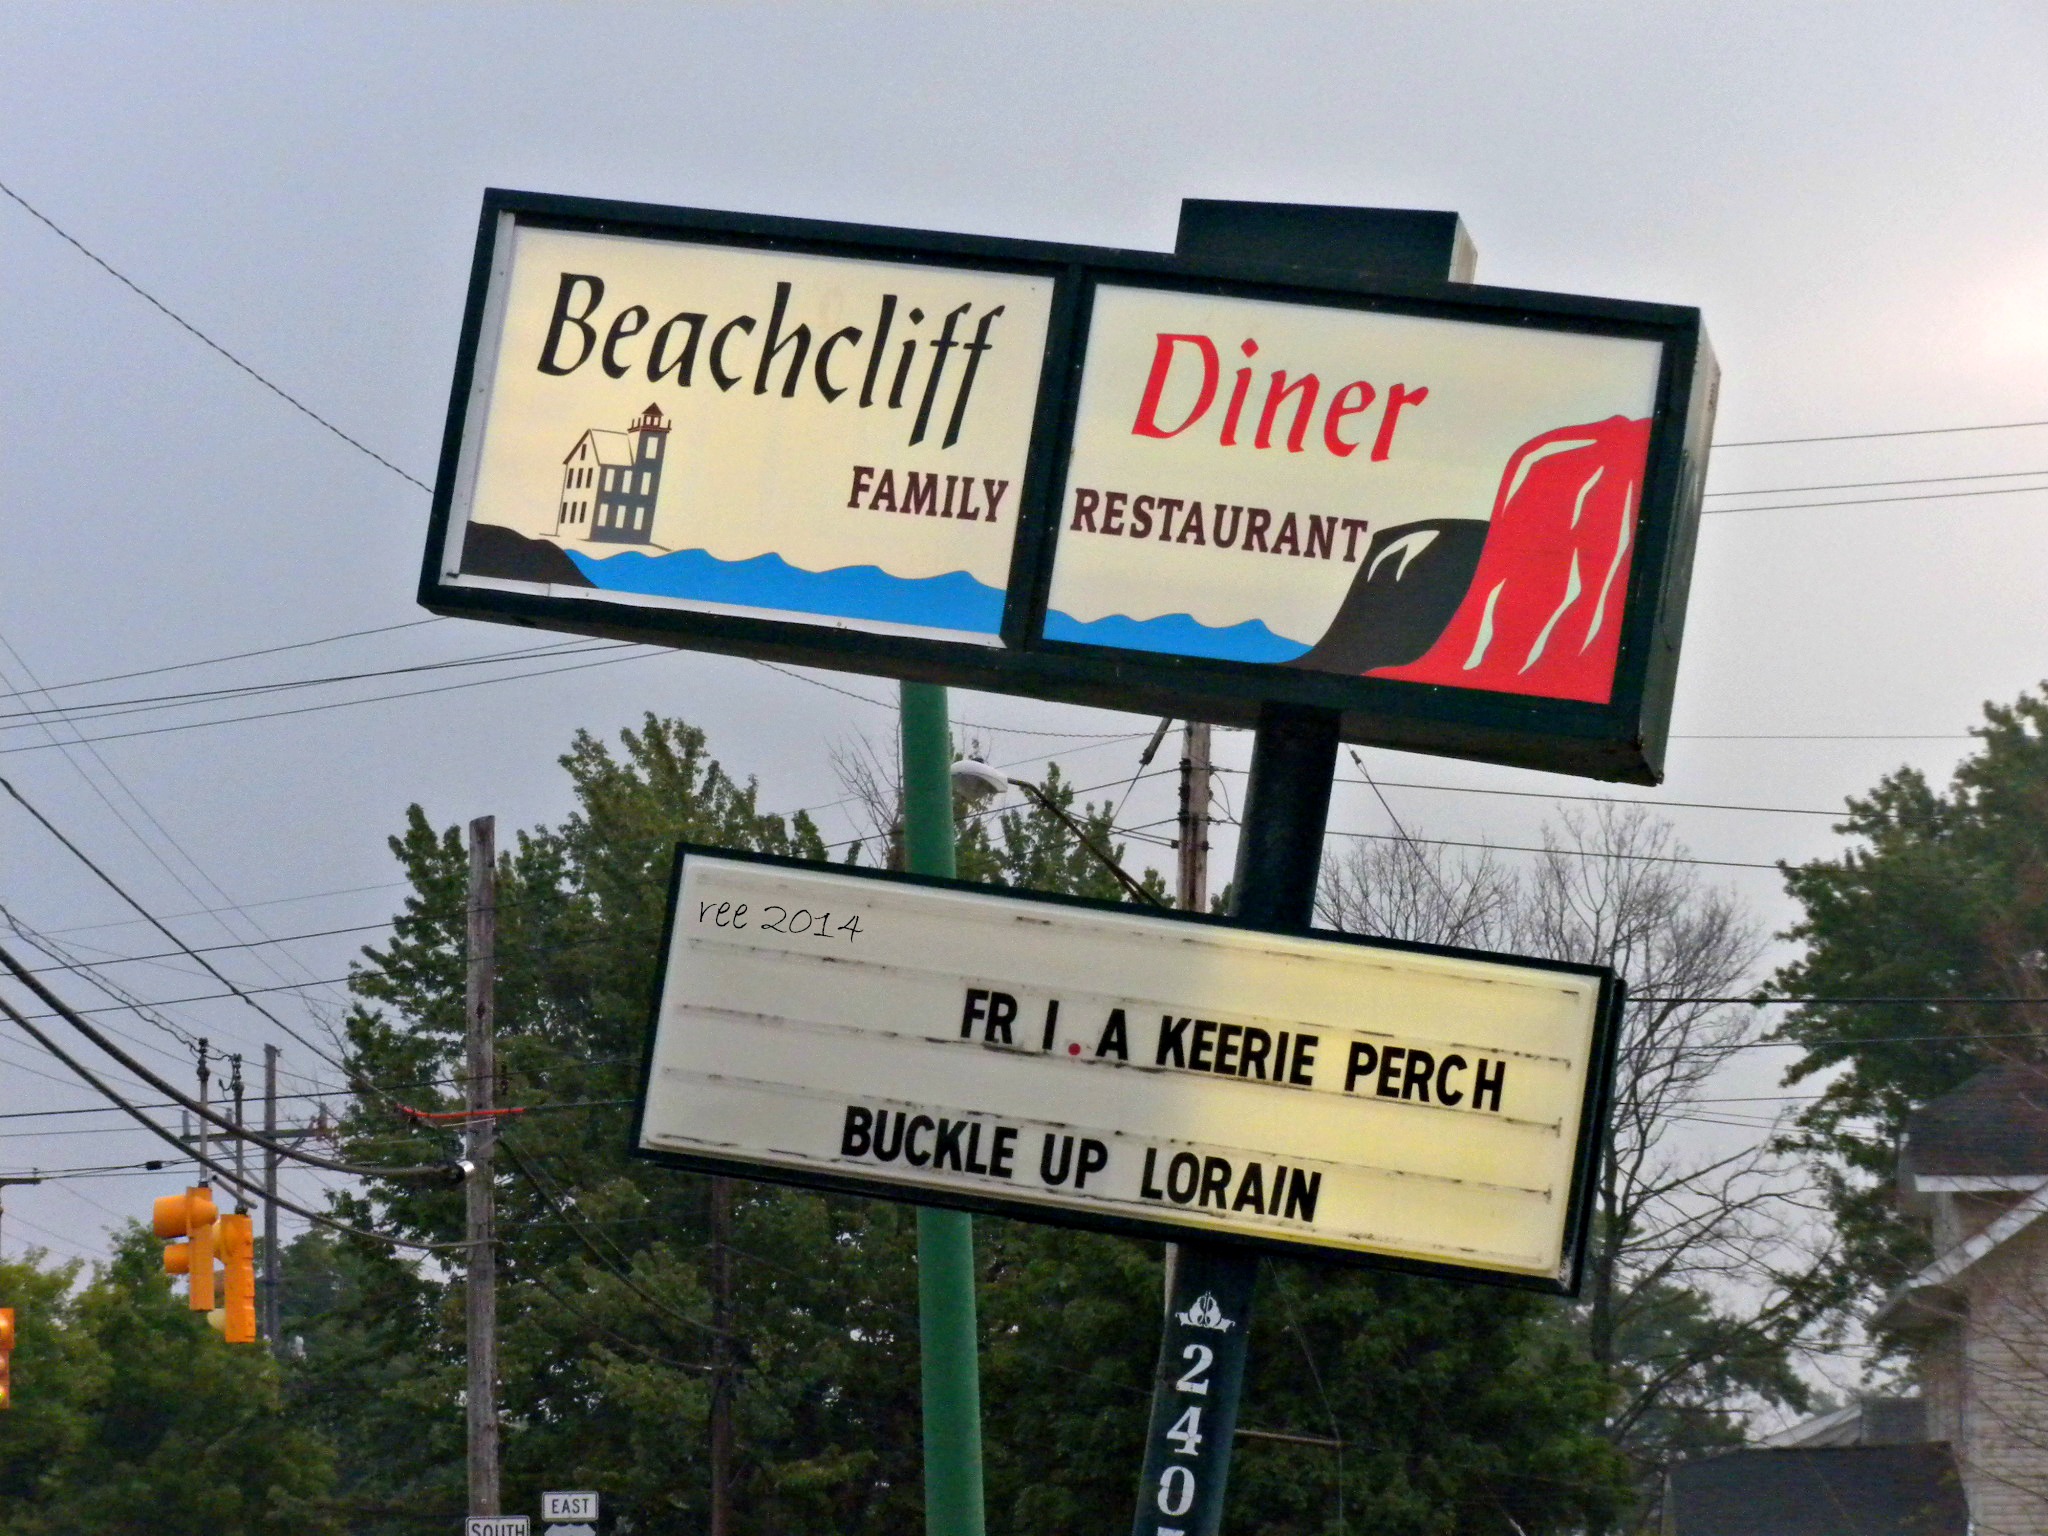 Beachcliff Diner
FAMILY RESTAURANT
ree 2014
FR I . A KEERIE PERCH
BUCKLE UP LORAIN
240
EAST
SOUTH